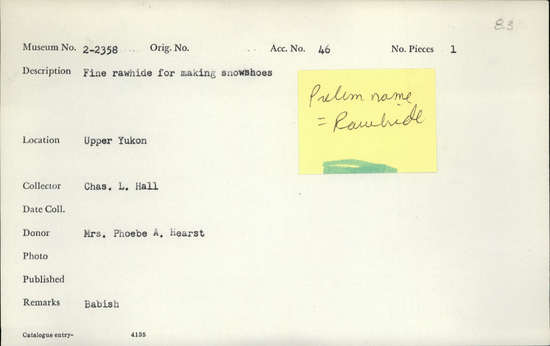 83
Museum No. 2-2358 Orig. No. Acc. No. 46 No. Pieces 1
Description Fine rawhide for making snowshoes
Prelim name
= Rawhide
Location Upper Yukon
Collector Chas. L. Hall
Date Coll.
Donor Mrs. Phoebe A. Hearst
Photo
Published
Remarks Babish
Catalogue entry- 4135